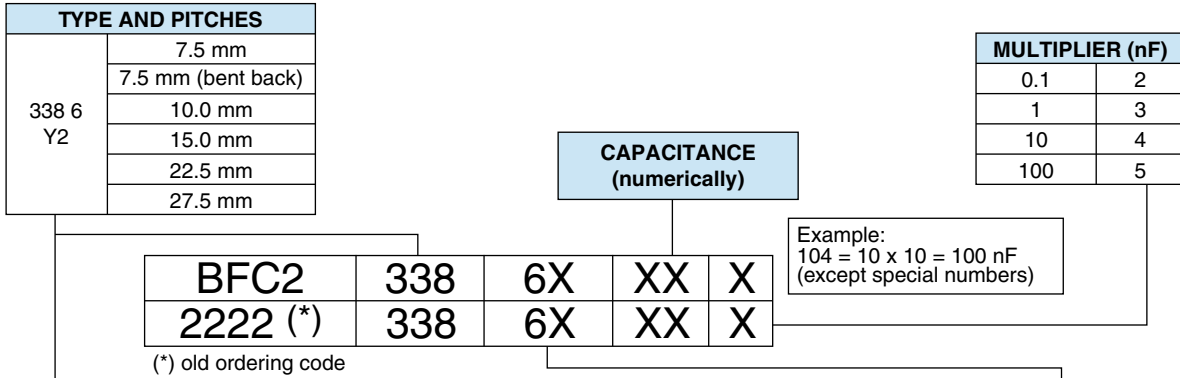 TYPE AND PITCHES
338 6
Y2
7.5 mm
7.5 mm (bent back)
10.0 mm
15.0 mm
22.5 mm
27.5 mm
CAPACITANCE
(numerically)
MULTIPLIER (nF)
0.1 2
1 3
10 4
100 5
Example:
104 = 10 x 10 = 100 nF
(except special numbers)
BFC2 338 6X XX X
2222 (*) 338 6X XX X
(*) old ordering code